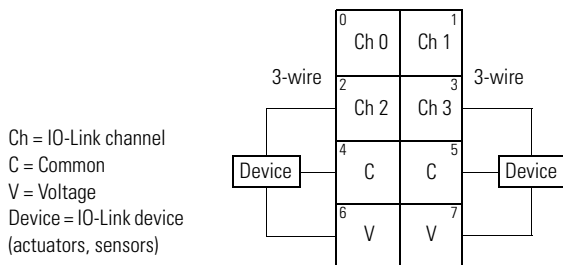 0 1
Ch 0 Ch 1
3-wire 3-wire
2 3
Ch 2 Ch 3
Ch = IO-Link channel
C = Common
V = Voltage
Device = IO-Link device
(actuators, sensors)
4 5
Device C C Device
6 7
V V